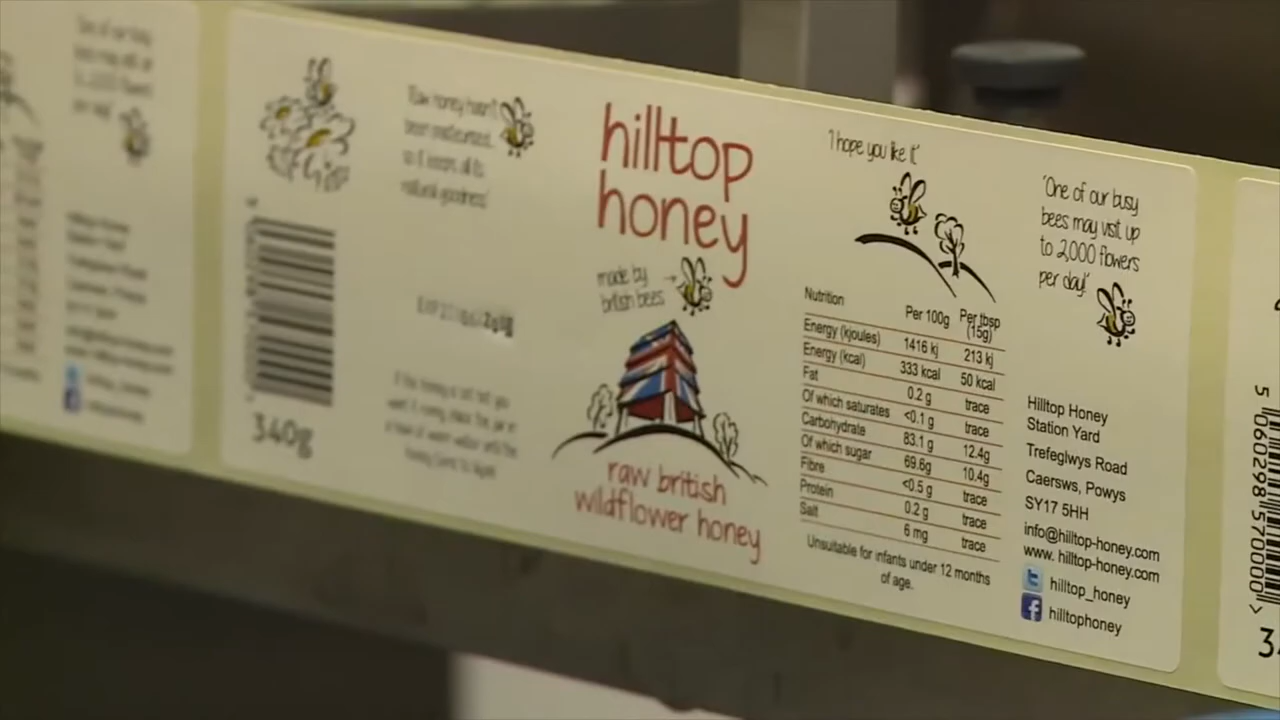 'Raw honey hasn't
been pasteurised,
so it keeps all its
natural goodness'
340g
hilltop
honey
made by
british bees
raw british
wildflower honey
'I hope you like it'
Nutrition Per 100g Per tbsp (15g)
Energy (kjoules) 1416 kj 213 kj
Energy (kcal) 333 kcal 50 kcal
Fat 0.2 g trace
Of which saturates <0.1 g trace
Carbohydrate 83.1 g 12.4g
Of which sugar 69.6g 10.4g
Fibre <0.5 g trace
Protein 0.2 g trace
Salt 6 mg trace
Unsuitable for infants under 12 months
of age.
'One of our busy
bees may visit up
to 2,000 flowers
per day!'
Hilltop Honey
Station Yard
Trefeglwys Road
Caersws, Powys
SY17 5HH
info@hilltop-honey.com
www. hilltop-honey.com
hilltop_honey
hilltophoney
5 060298 570000 >